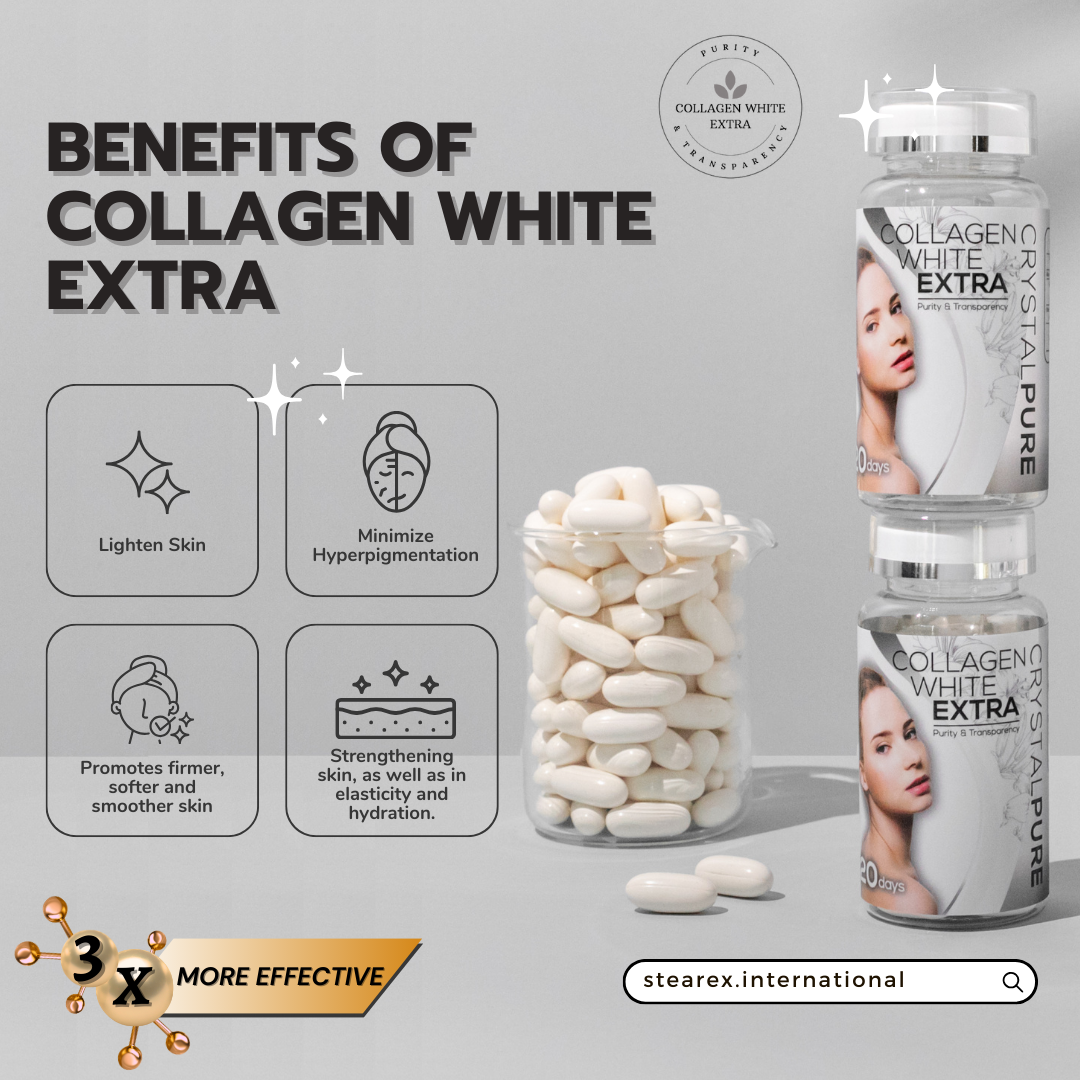 PURITY
COLLAGEN WHITE
EXTRA
& TRANSPARENCY
BENEFITS OF
COLLAGEN WHITE
EXTRA
Lighten Skin
Minimize
Hyperpigmentation
Promotes firmer,
softer and
smoother skin
Strengthening
skin, as well as in
elasticity and
hydration.
3X
MORE EFFECTIVE
COLLAGEN
WHITE
EXTRA
Purity & Transparency
CRYSTALPURE
20days
COLLAGEN
WHITE
EXTRA
Purity & Transparency
CRYSTALPURE
20days
stearex.international